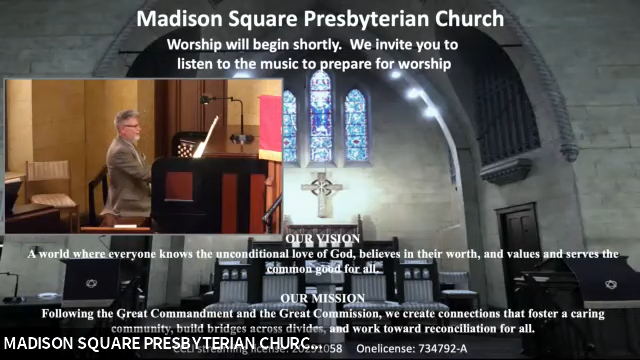 Madison Square Presbyterian Church
Worship will begin shortly.  We invite you to
listen to the music to prepare for worship
OUR VISION
A world where everyone knows the unconditional love of God, believes in their worth, and values and serves the
common good for all.
OUR MISSION
Following the Great Commandment and the Great Commission, we create connections that foster a caring
community, build bridges across divides, and work toward reconciliation for all.
MADISON SQUARE PRESBYTERIAN CHURC...
streaming license: 20291058 Onelicense: 734792-A